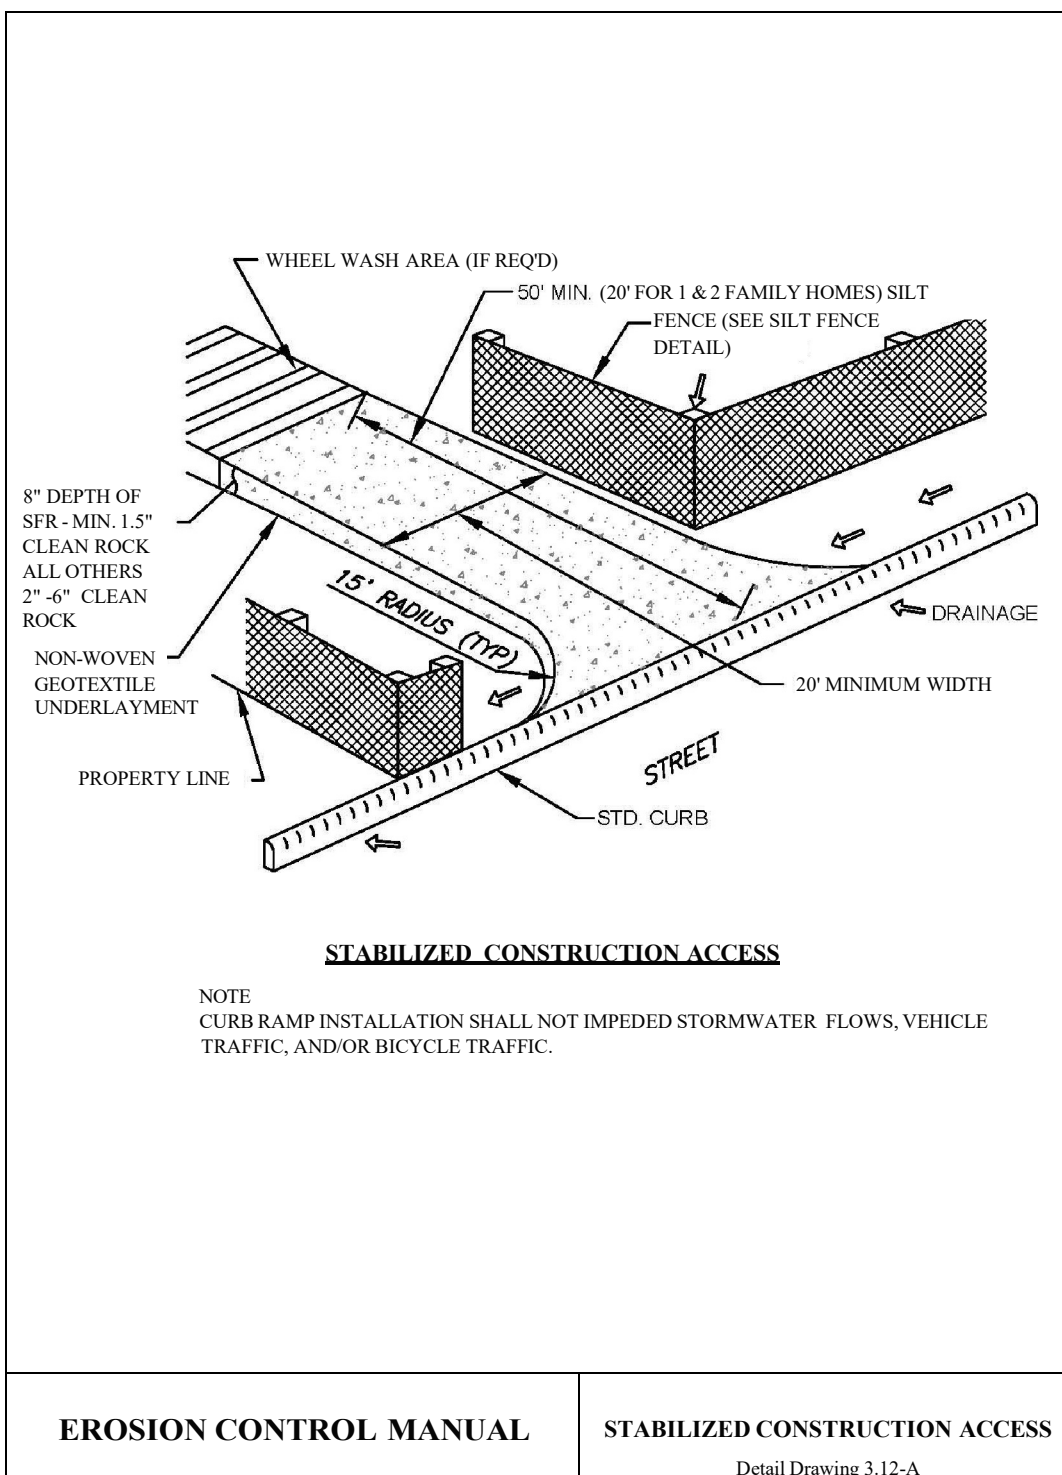 WHEEL WASH AREA (IF REQ'D)
50' MIN. (20' FOR 1 & 2 FAMILY HOMES) SILT
FENCE (SEE SILT FENCE
DETAIL)
8" DEPTH OF
SFR - MIN. 1.5"
CLEAN ROCK
ALL OTHERS
2" -6" CLEAN
ROCK
15' RADIUS (TYP)
DRAINAGE
NON-WOVEN
GEOTEXTILE
UNDERLAYMENT
20' MINIMUM WIDTH
PROPERTY LINE
STREET
STD. CURB
STABILIZED CONSTRUCTION ACCESS
NOTE
CURB RAMP INSTALLATION SHALL NOT IMPEDED STORMWATER FLOWS, VEHICLE
TRAFFIC, AND/OR BICYCLE TRAFFIC.
EROSION CONTROL MANUAL
STABILIZED CONSTRUCTION ACCESS
Detail Drawing 3.12-A